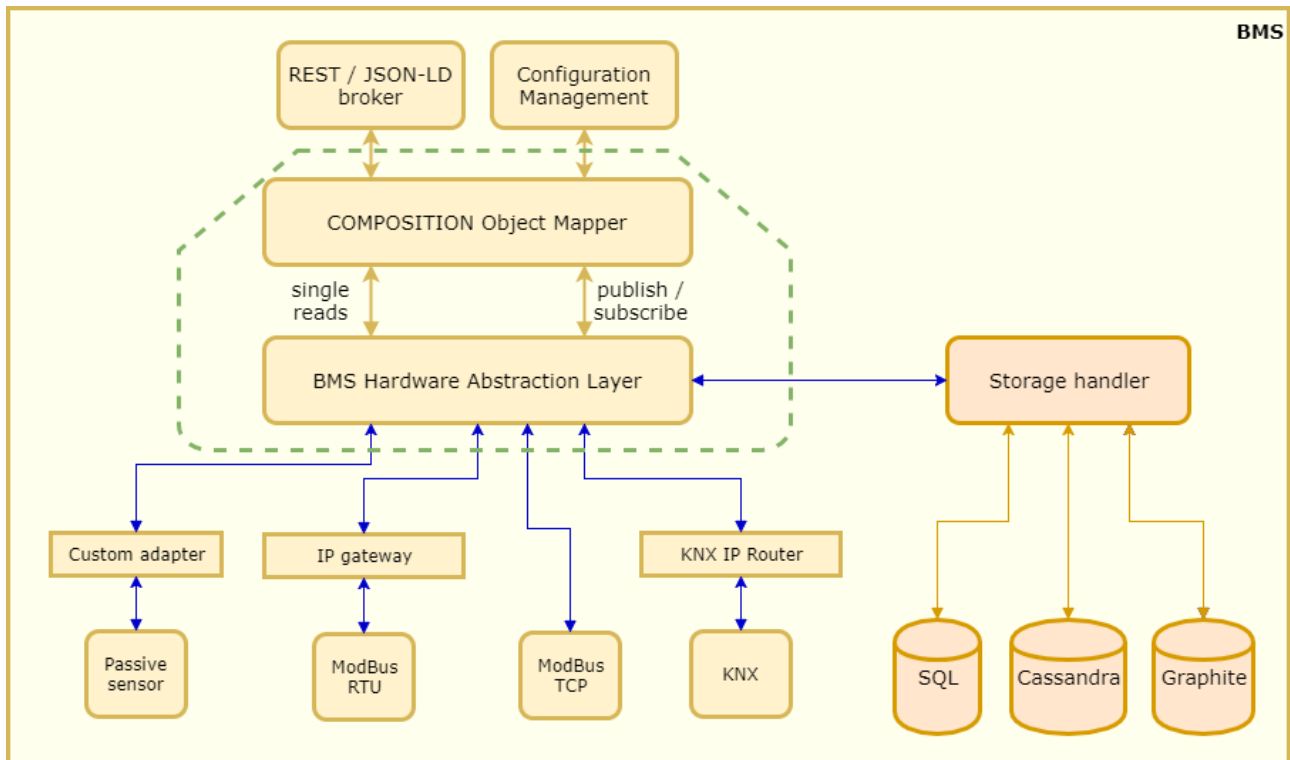 BMS
REST / JSON-LD
broker
Configuration
Management
COMPOSITION Object Mapper
single
reads
publish /
subscribe
BMS Hardware Abstraction Layer
Storage handler
Custom adapter
IP gateway
KNX IP Router
Passive
sensor
ModBus
RTU
ModBus
TCP
KNX
SQL
Cassandra
Graphite